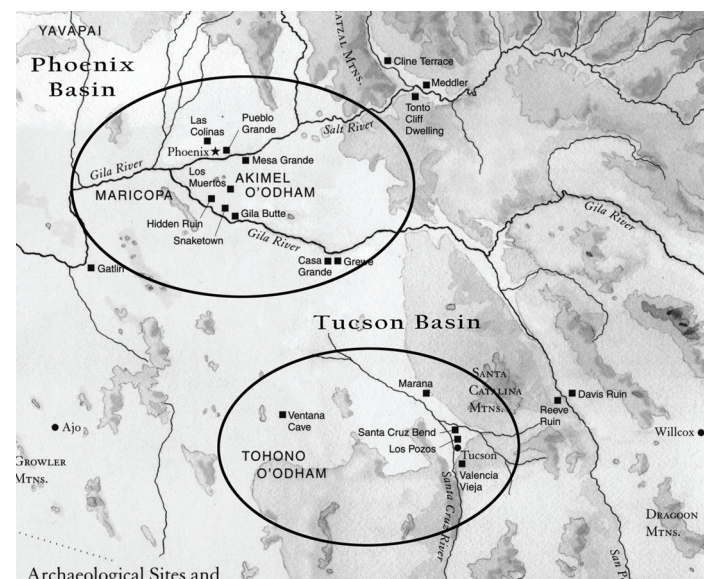 YAVAPAI
Phoenix
Basin
ATZAL MTNS.
Cline Terrace
Meddler
Tonto
Cliff
Dwelling
Salt River
Las
Colinas
Pueblo
Grande
Phoenix
Mesa Grande
Gila River
Los
Muertos
AKIMEL
O'ODHAM
MARICOPA
Hidden Ruin
Gila Butte
Snaketown
Gila River
Gila River
Casa
Grande
Grewe
Gatlin
Tucson Basin
SANTA
CATALINA
MTNS.
Marana
Davis Ruin
Reeve
Ruin
Ventana
Cave
Ajo
Santa Cruz Bend
Willcox
Los Pozos
Tucson
TOHONO
O'ODHAM
GROWLER
MTNS.
Valencia
Vieja
Santa Cruz River
DRAGOON
MTNS.
San P
Archaeological Sites and